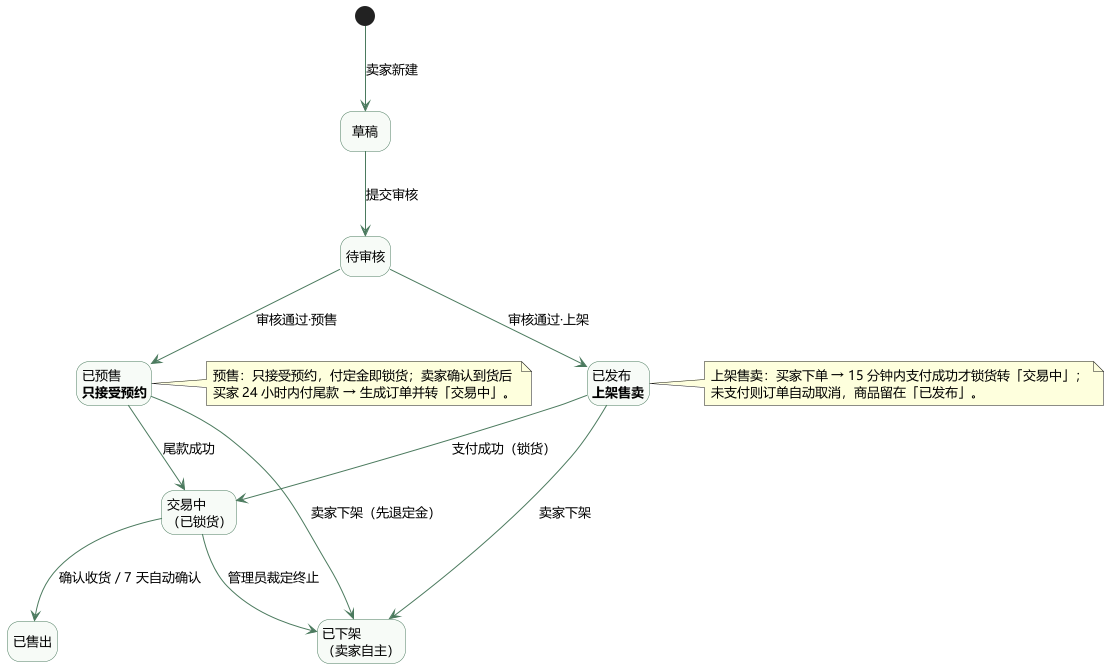 卖家新建
草稿
提交审核
待审核
审核通过·预售
审核通过·上架
已预售
只接受预约
预售：只接受预约，付定金即锁货；卖家确认到货后
买家 24 小时内付尾款 → 生成订单并转「交易中」。
已发布
上架售卖
上架售卖：买家下单 → 15 分钟内支付成功才锁货转「交易中」；
未支付则订单自动取消，商品留在「已发布」。
尾款成功
支付成功（锁货）
交易中
（已锁货）
卖家下架（先退定金）
卖家下架
确认收货 / 7 天自动确认
管理员裁定终止
已售出
已下架
（卖家自主）